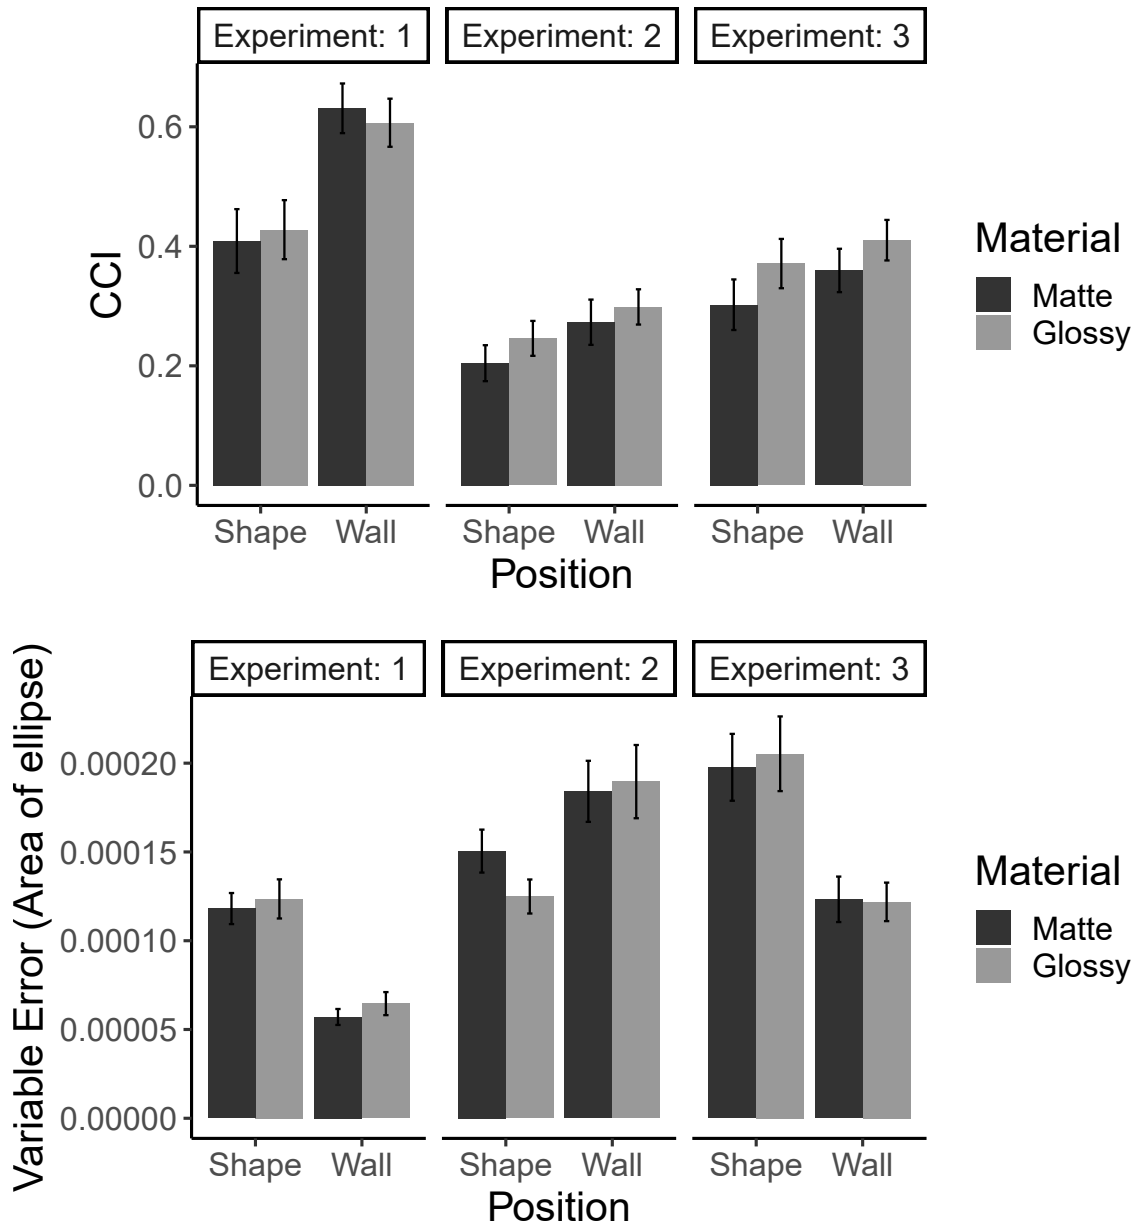 Experiment: 1
Experiment: 2
Experiment: 3
CCI
0.6
0.4
0.2
0.0
Shape
Wall
Shape
Wall
Shape
Wall
Position
Material
Matte
Glossy
Experiment: 1
Experiment: 2
Experiment: 3
Variable Error (Area of ellipse)
0.00020
0.00015
0.00010
0.00005
0.00000
Shape
Wall
Shape
Wall
Shape
Wall
Position
Material
Matte
Glossy